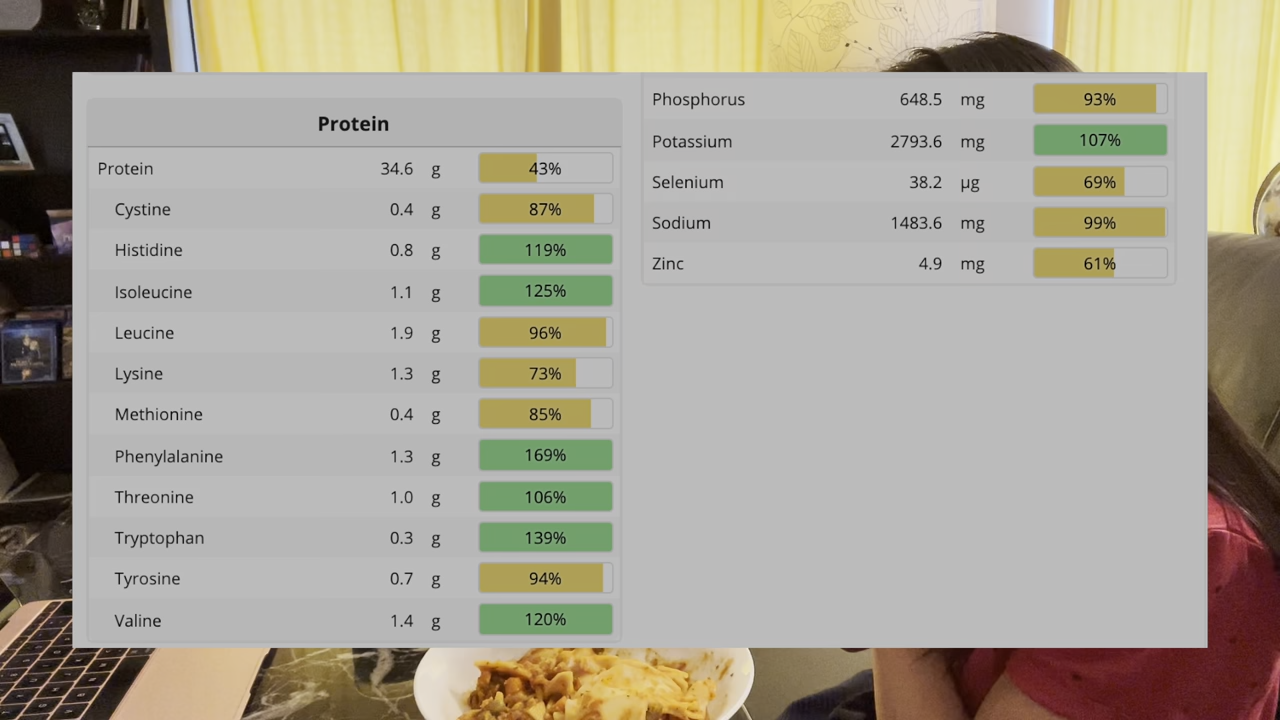 Protein
Protein 34.6 g 43%
Cystine 0.4 g 87%
Histidine 0.8 g 119%
Isoleucine 1.1 g 125%
Leucine 1.9 g 96%
Lysine 1.3 g 73%
Methionine 0.4 g 85%
Phenylalanine 1.3 g 169%
Threonine 1.0 g 106%
Tryptophan 0.3 g 139%
Tyrosine 0.7 g 94%
Valine 1.4 g 120%
Phosphorus 648.5 mg 93%
Potassium 2793.6 mg 107%
Selenium 38.2 µg 69%
Sodium 1483.6 mg 99%
Zinc 4.9 mg 61%